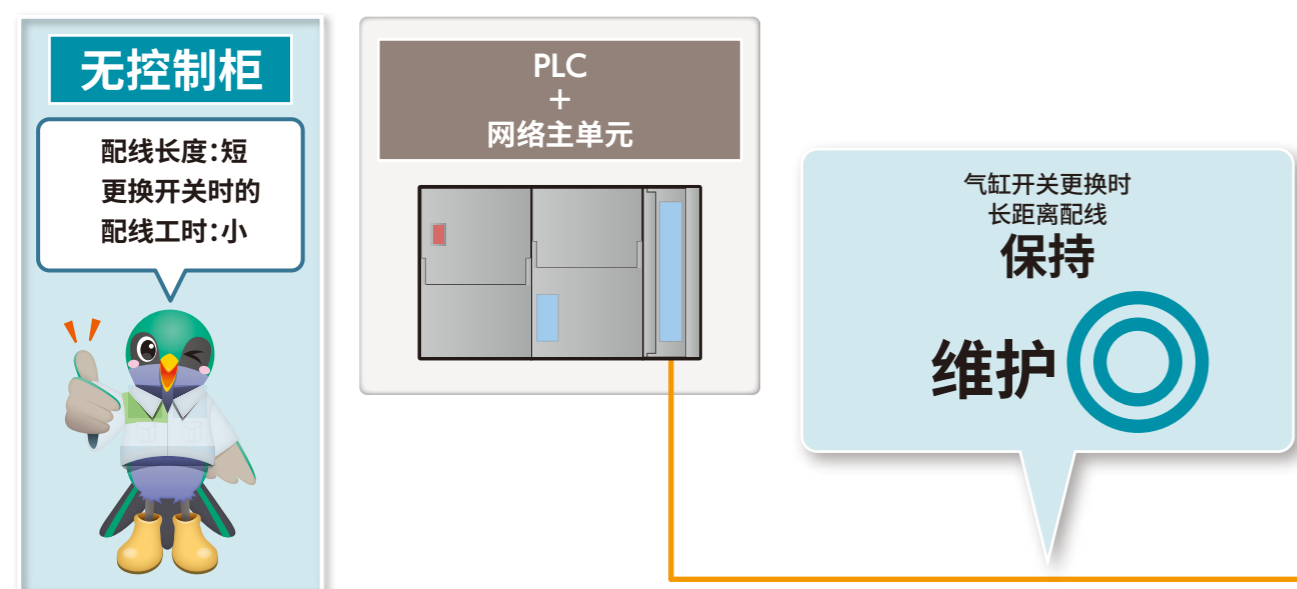 无控制柜
配线长度：短
更换开关时的
配线工时：小
PLC
+
网络主单元
气缸开关更换时
长距离配线
保持
维护